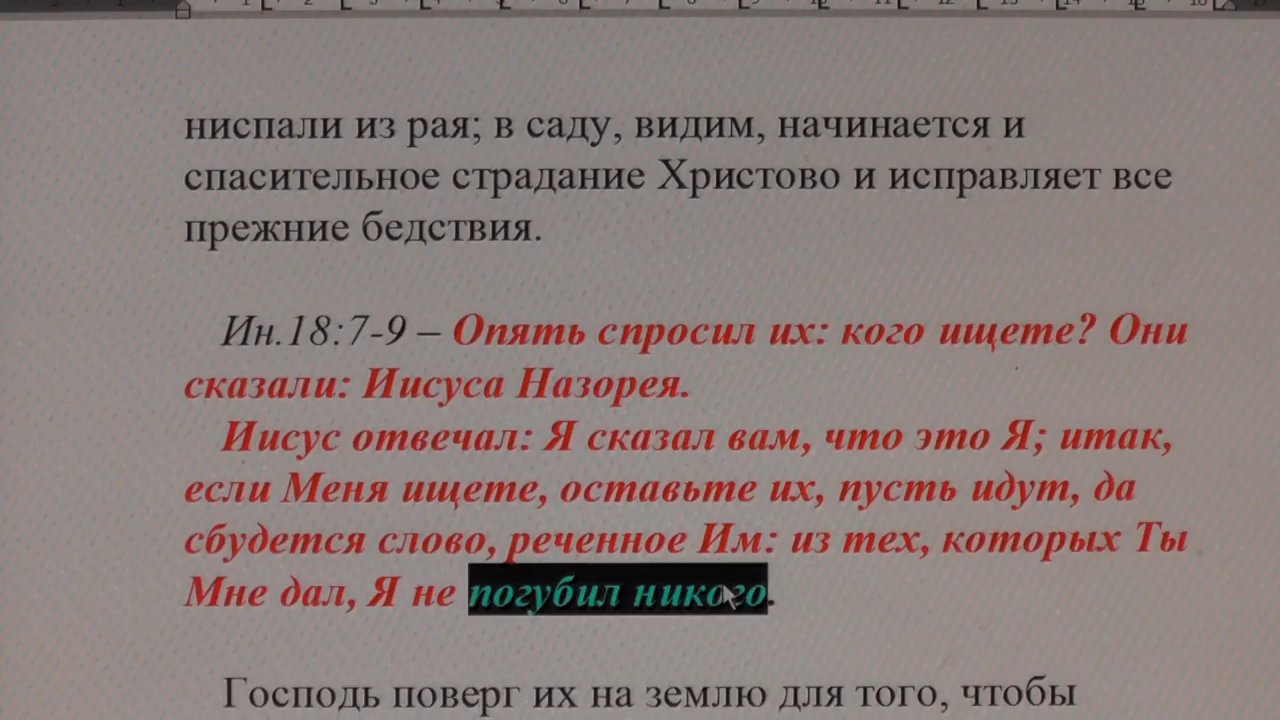 ниспали из рая; в саду, видим, начинается и
спасительное страдание Христово и исправляет все
прежние бедствия.
Ин.18:7-9 – Опять спросил их: кого ищете? Они
сказали: Иисуса Назорея.
Иисус отвечал: Я сказал вам, что это Я; итак,
если Меня ищете, оставьте их, пусть идут, да
сбудется слово, реченное Им: из тех, которых Ты
Мне дал, Я не погубил никого.
Господь поверг их на землю для того, чтобы